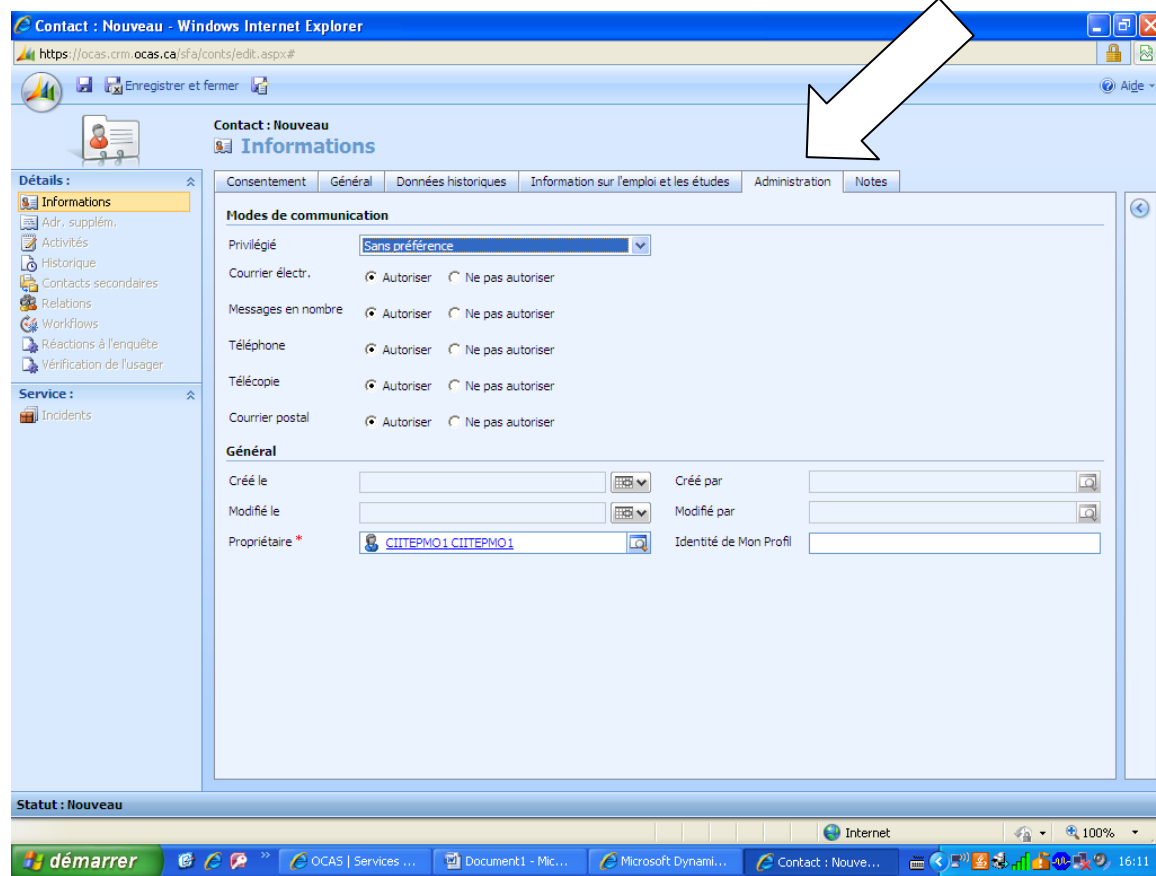 Contact : Nouveau - Windows Internet Explorer
https://ocas.crm.ocas.ca/sfa/conts/edit.aspx#
Enregistrer et fermer
Aide
Contact : Nouveau
Informations
Détails :
Informations
Adr. supplém.
Activités
Historique
Contacts secondaires
Relations
Workflows
Réactions à l'enquête
Vérification de l'usager
Service :
Incidents
Consentement Général Données historiques Information sur l'emploi et les études Administration Notes
Modes de communication
Privilégié Sans préférence
Courrier électr. Autoriser Ne pas autoriser
Messages en nombre Autoriser Ne pas autoriser
Téléphone Autoriser Ne pas autoriser
Télécopie Autoriser Ne pas autoriser
Courrier postal Autoriser Ne pas autoriser
Général
Créé le Créé par
Modifié le Modifié par
Propriétaire * CIITEPMO1 CIITEPMO1 Identité de Mon Profil
Statut : Nouveau
Internet 100%
démarrer OCAS | Services ... Document1 - Mic... Microsoft Dynami... Contact : Nouve... 16:11